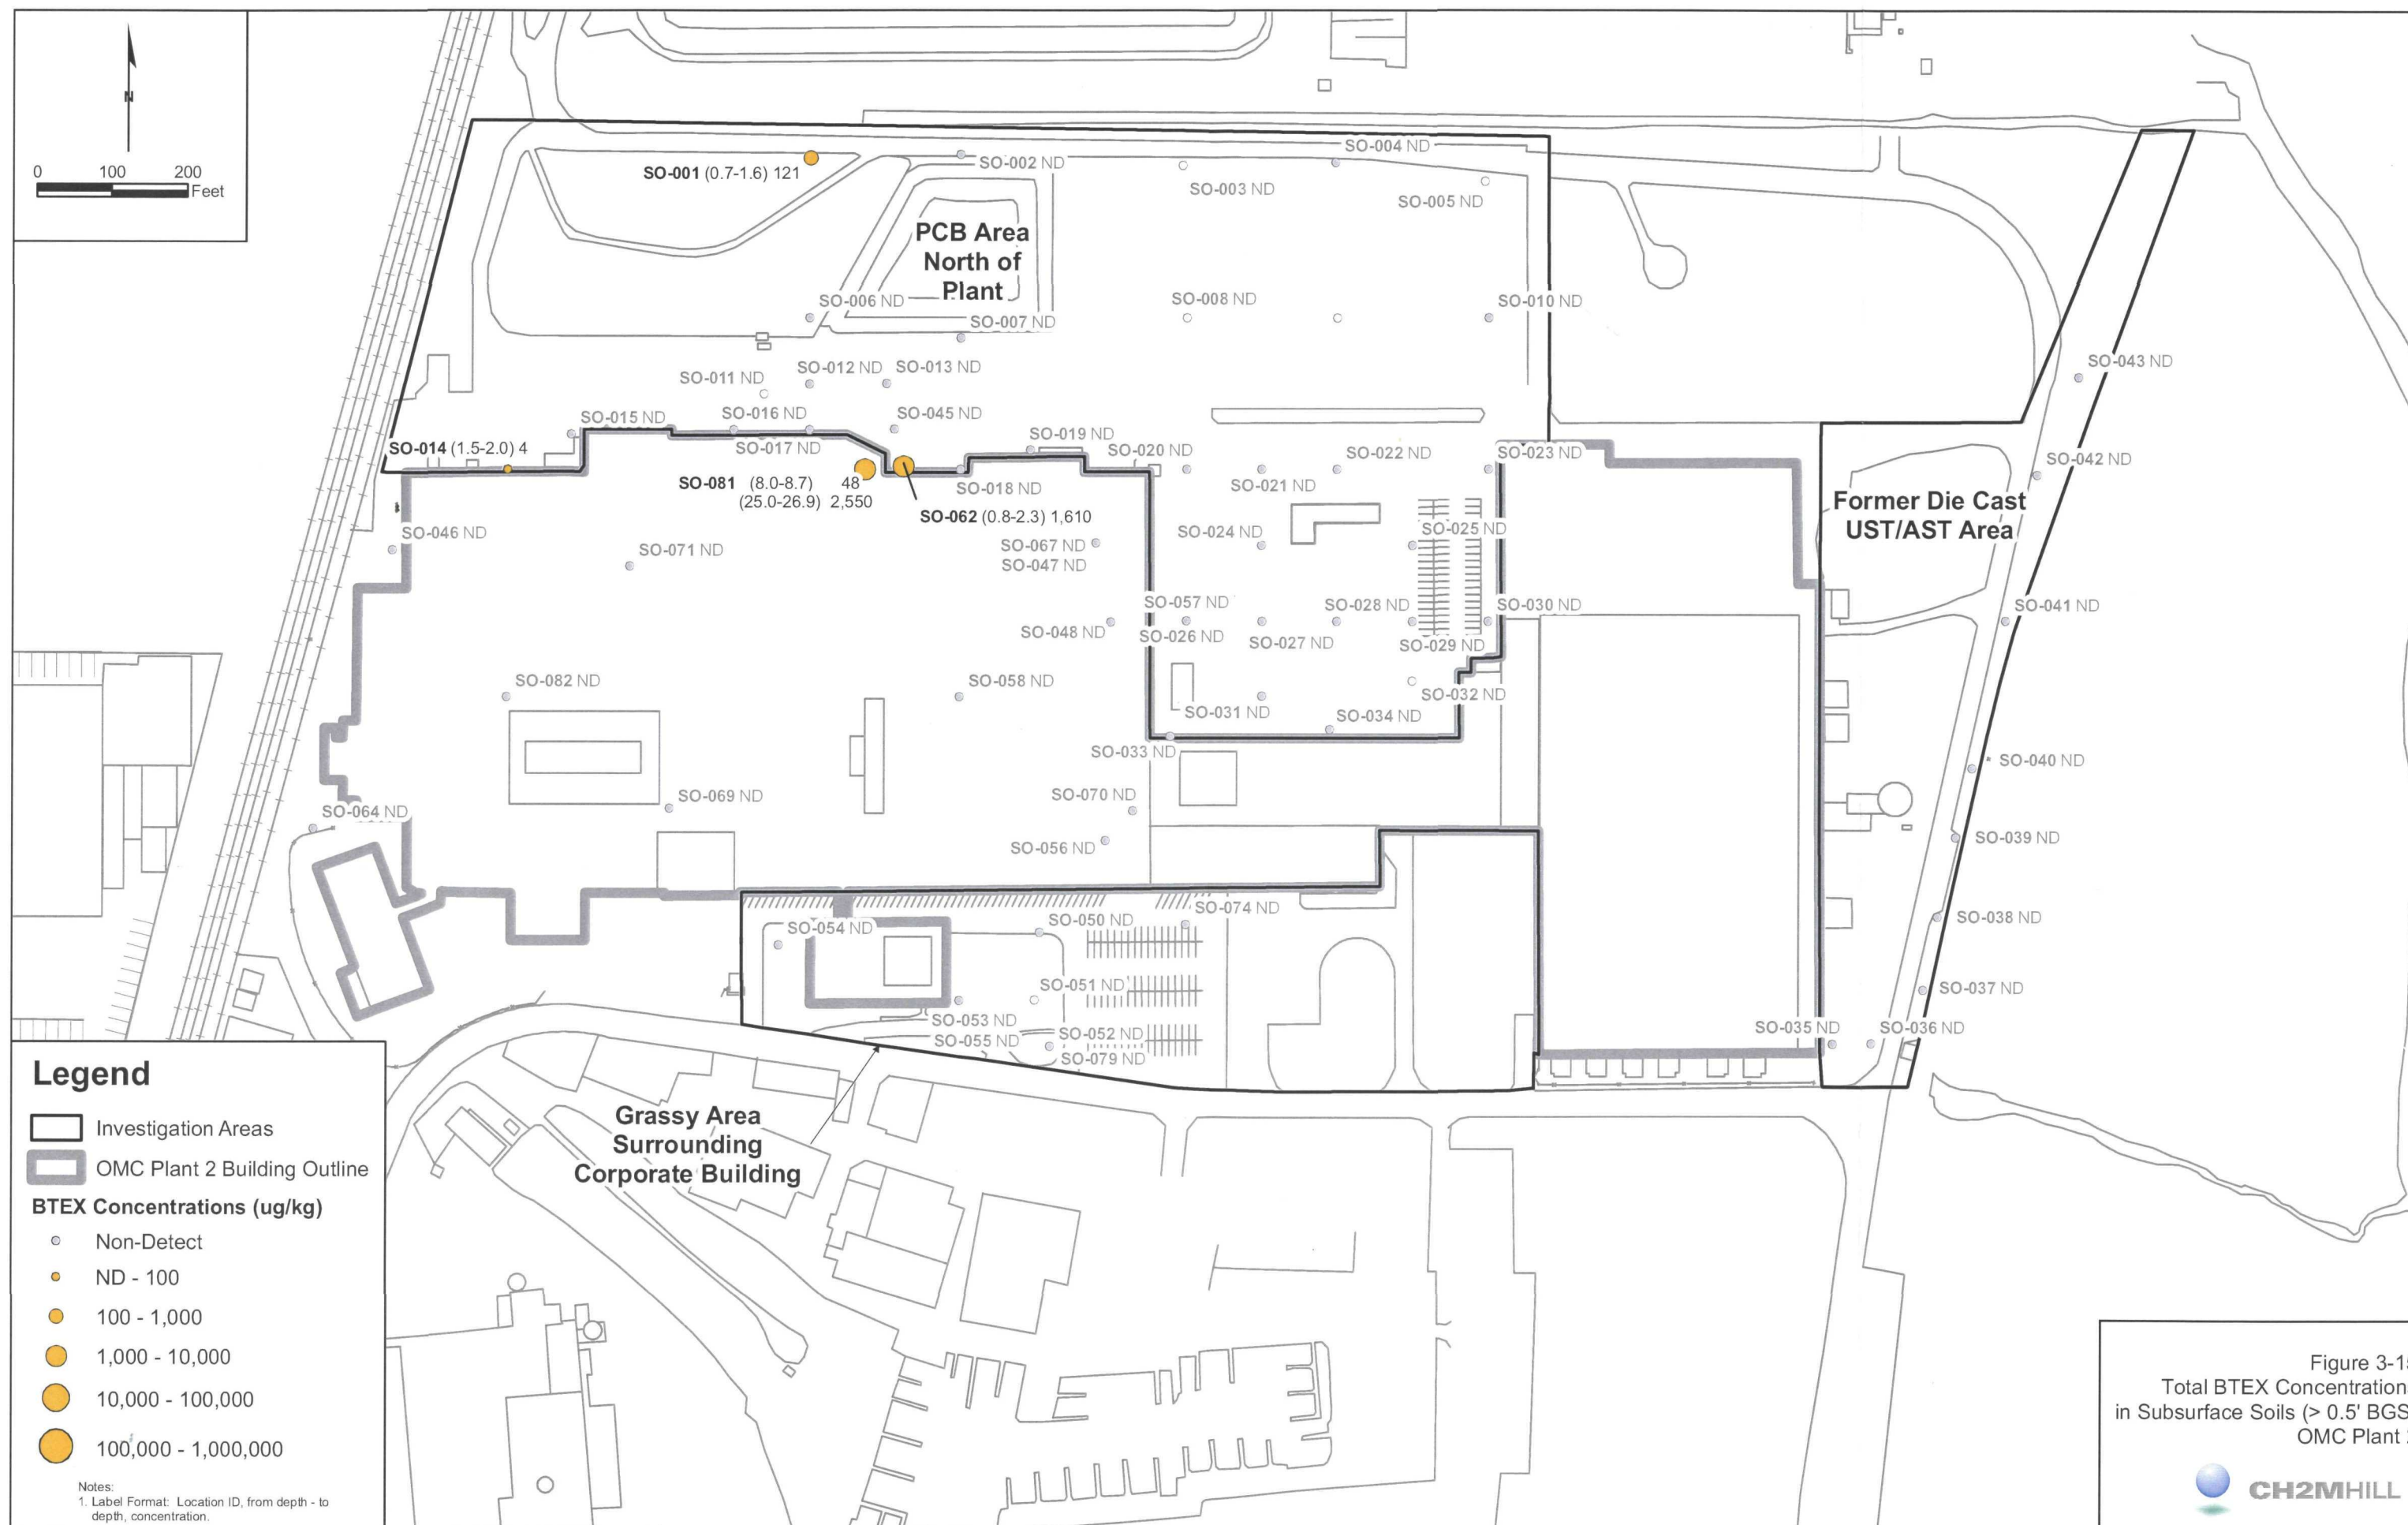 N
0 100 200
Feet
SO-001 (0.7-1.6) 121
SO-002 ND
SO-003 ND
SO-004 ND
SO-005 ND
PCB Area
North of
Plant
SO-006 ND
SO-007 ND
SO-008 ND
SO-010 ND
SO-011 ND
SO-012 ND
SO-013 ND
SO-015 ND
SO-016 ND
SO-045 ND
SO-014 (1.5-2.0) 4
SO-017 ND
SO-019 ND
SO-020 ND
SO-022 ND
SO-023 ND
SO-081 (8.0-8.7) 48
(25.0-26.9) 2,550
SO-018 ND
SO-021 ND
SO-062 (0.8-2.3) 1,610
SO-043 ND
SO-042 ND
Former Die Cast
UST/AST Area
SO-046 ND
SO-071 ND
SO-067 ND
SO-047 ND
SO-024 ND
SO-025 ND
SO-057 ND
SO-028 ND
SO-030 ND
SO-041 ND
SO-048 ND
SO-026 ND
SO-027 ND
SO-029 ND
SO-082 ND
SO-058 ND
SO-032 ND
SO-031 ND
SO-034 ND
SO-033 ND
SO-040 ND
SO-069 ND
SO-070 ND
SO-064 ND
SO-056 ND
SO-039 ND
SO-074 ND
SO-050 ND
SO-054 ND
SO-038 ND
SO-051 ND
SO-037 ND
SO-053 ND
SO-052 ND
SO-055 ND
SO-079 ND
SO-035 ND
SO-036 ND
Grassy Area
Surrounding
Corporate Building
Legend
Investigation Areas
OMC Plant 2 Building Outline
BTEX Concentrations (ug/kg)
Non-Detect
ND - 100
100 - 1,000
1,000 - 10,000
10,000 - 100,000
100,000 - 1,000,000
Notes:
1. Label Format: Location ID, from depth - to
depth, concentration.
Figure 3-1
Total BTEX Concentration
in Subsurface Soils (> 0.5' BGS
OMC Plant
CH2MHILL